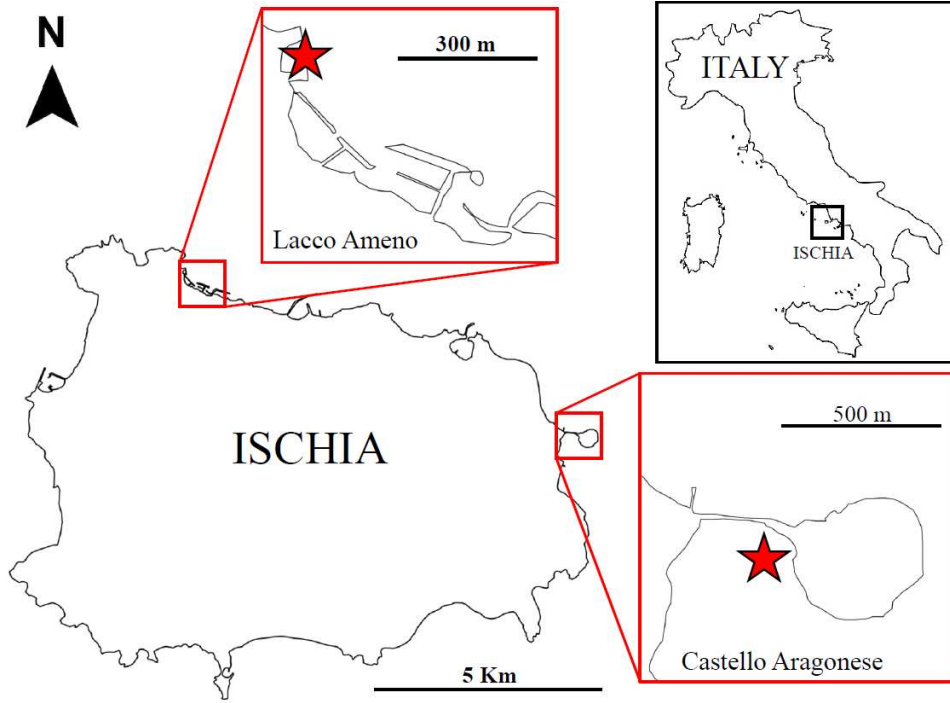 N
300 m
Lacco Ameno
ITALY
ISCHIA
ISCHIA
500 m
Castello Aragonese
5 Km